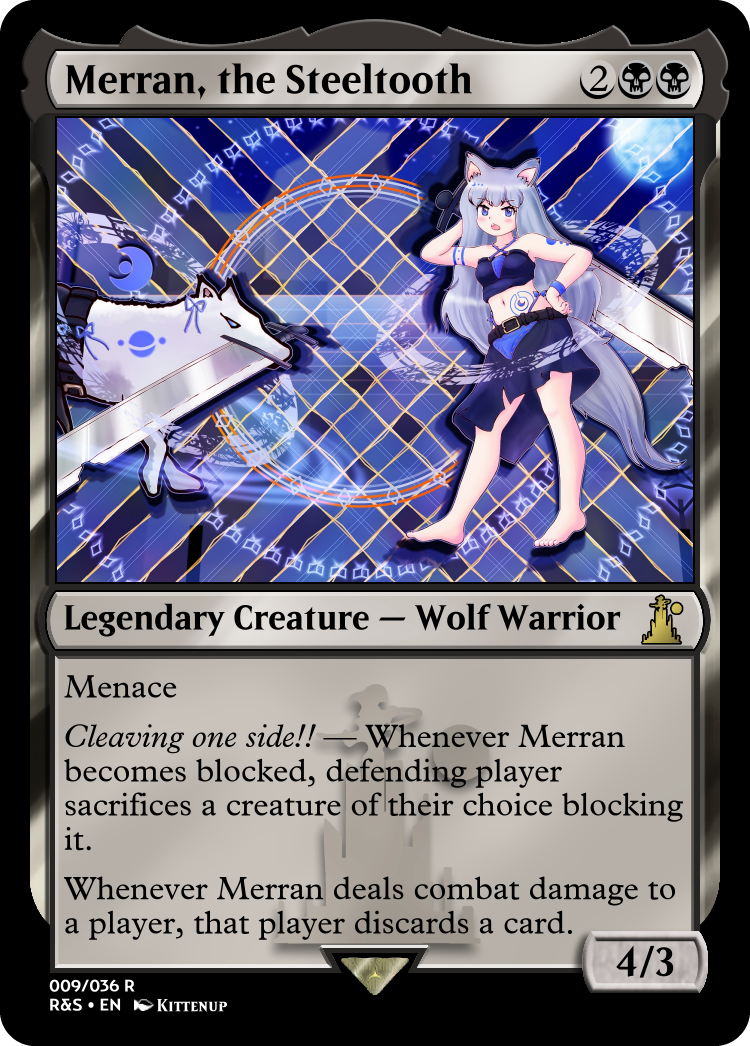 Merran, the Steeltooth 2
Legendary Creature — Wolf Warrior
Menace
Cleaving one side!! — Whenever Merran
becomes blocked, defending player
sacrifices a creature of their choice blocking
it.
Whenever Merran deals combat damage to
a player, that player discards a card.
4/3
009/036 R
R&S • EN Kittenup